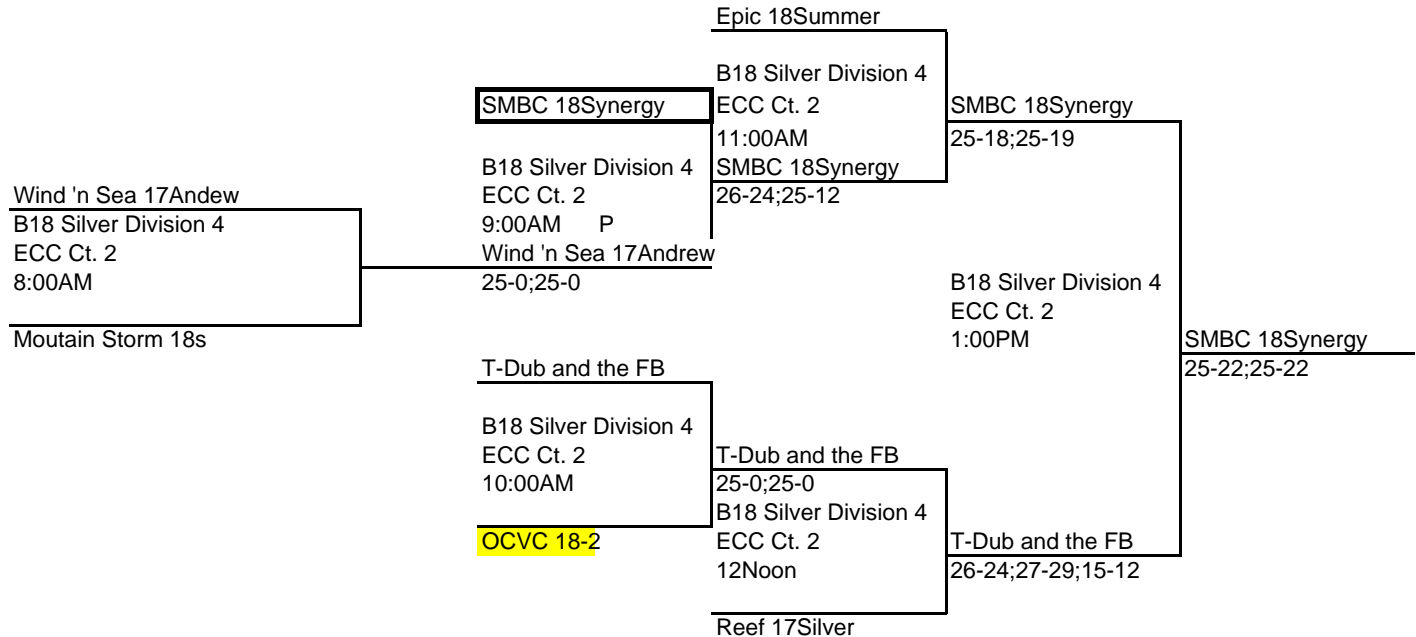 Epic 18Summer
B18 Silver Division 4
SMBC 18Synergy
ECC Ct. 2
SMBC 18Synergy
11:00AM
25-18;25-19
B18 Silver Division 4
SMBC 18Synergy
Wind 'n Sea 17Andew
ECC Ct. 2
26-24;25-12
B18 Silver Division 4
9:00AM P
ECC Ct. 2
Wind 'n Sea 17Andrew
8:00AM
25-0;25-0
B18 Silver Division 4
ECC Ct. 2
Moutain Storm 18s
1:00PM
SMBC 18Synergy
T-Dub and the FB
25-22;25-22
B18 Silver Division 4
ECC Ct. 2
T-Dub and the FB
10:00AM
25-0;25-0
B18 Silver Division 4
OCVC 18-2
ECC Ct. 2
T-Dub and the FB
12Noon
26-24;27-29;15-12
Reef 17Silver